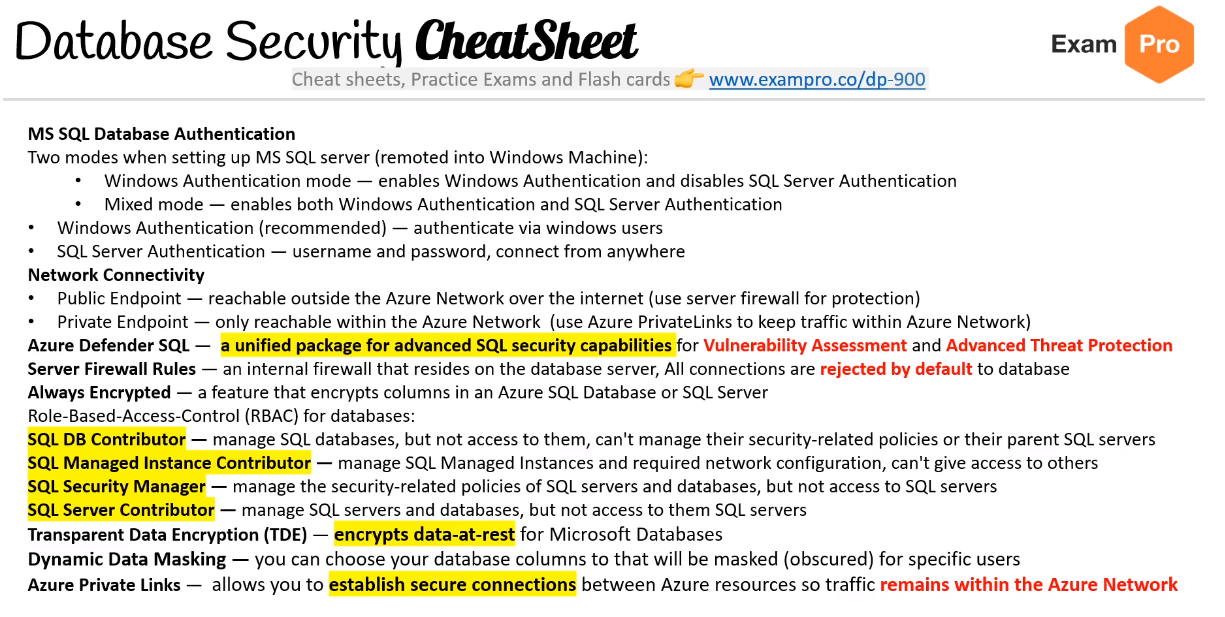 Database Security CheatSheet
Exam Pro
Cheat sheets, Practice Exams and Flash cards 👉 www.exampro.co/dp-900
MS SQL Database Authentication
Two modes when setting up MS SQL server (remoted into Windows Machine):
• Windows Authentication mode — enables Windows Authentication and disables SQL Server Authentication
• Mixed mode — enables both Windows Authentication and SQL Server Authentication
• Windows Authentication (recommended) — authenticate via windows users
• SQL Server Authentication — username and password, connect from anywhere
Network Connectivity
• Public Endpoint — reachable outside the Azure Network over the internet (use server firewall for protection)
• Private Endpoint — only reachable within the Azure Network (use Azure PrivateLinks to keep traffic within Azure Network)
Azure Defender SQL — a unified package for advanced SQL security capabilities for Vulnerability Assessment and Advanced Threat Protection
Server Firewall Rules — an internal firewall that resides on the database server, All connections are rejected by default to database
Always Encrypted — a feature that encrypts columns in an Azure SQL Database or SQL Server
Role-Based-Access-Control (RBAC) for databases:
SQL DB Contributor — manage SQL databases, but not access to them, can't manage their security-related policies or their parent SQL servers
SQL Managed Instance Contributor — manage SQL Managed Instances and required network configuration, can't give access to others
SQL Security Manager — manage the security-related policies of SQL servers and databases, but not access to SQL servers
SQL Server Contributor — manage SQL servers and databases, but not access to them SQL servers
Transparent Data Encryption (TDE) — encrypts data-at-rest for Microsoft Databases
Dynamic Data Masking — you can choose your database columns to that will be masked (obscured) for specific users
Azure Private Links — allows you to establish secure connections between Azure resources so traffic remains within the Azure Network